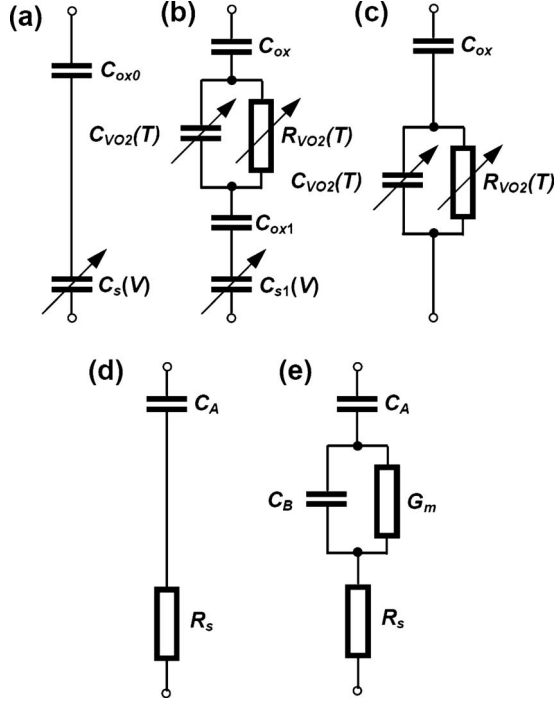 (a)
C_ox0
C_s(V)
(b)
C_ox
C_VO2(T)
R_VO2(T)
C_ox1
C_s1(V)
(c)
C_ox
C_VO2(T)
R_VO2(T)
(d)
C_A
R_s
(e)
C_A
C_B
G_m
R_s